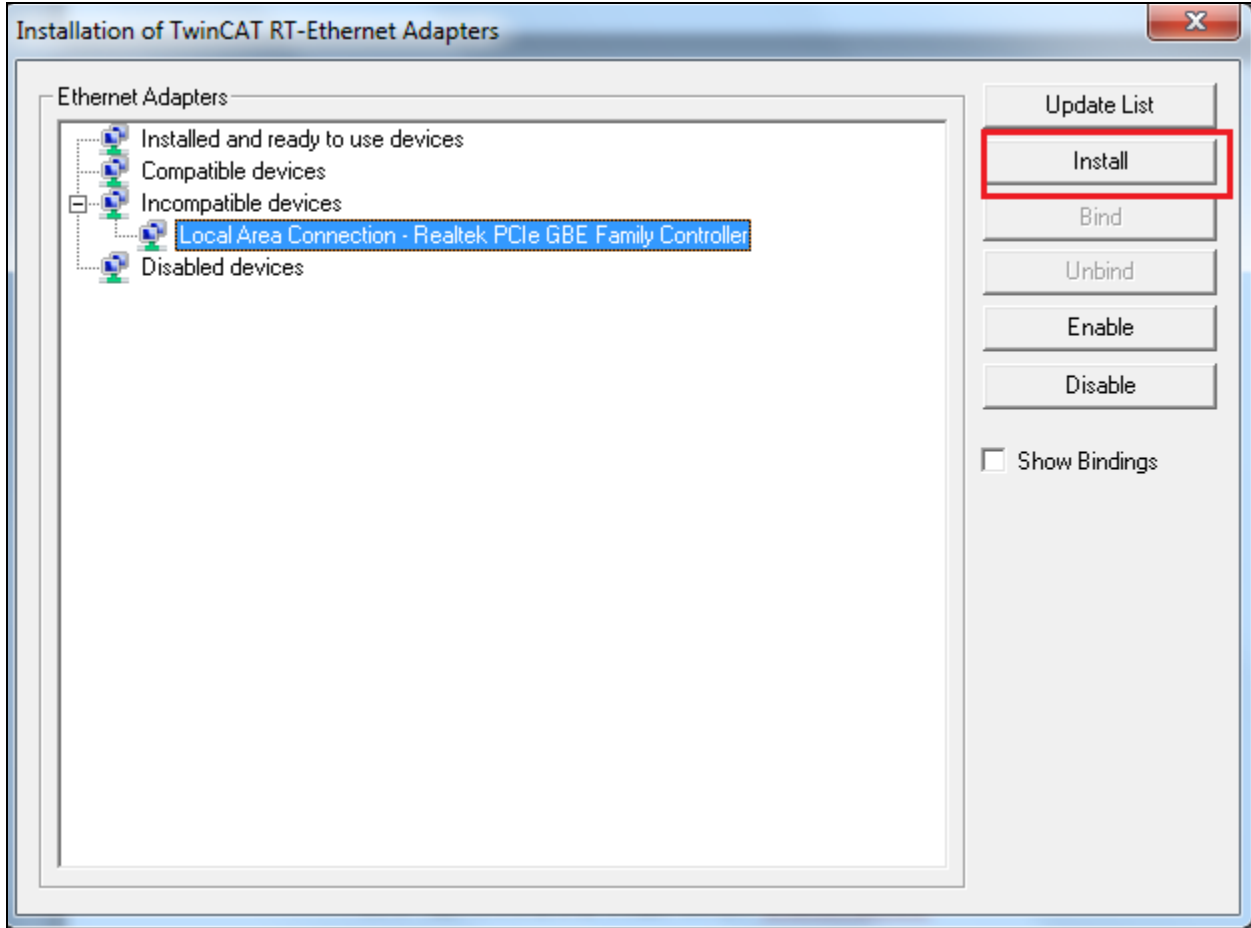 Installation of TwinCAT RT-Ethernet Adapters
Ethernet Adapters
Installed and ready to use devices
Compatible devices
Incompatible devices
Local Area Connection - Realtek PCIe GBE Family Controller
Disabled devices
Update List
Install
Bind
Unbind
Enable
Disable
Show Bindings